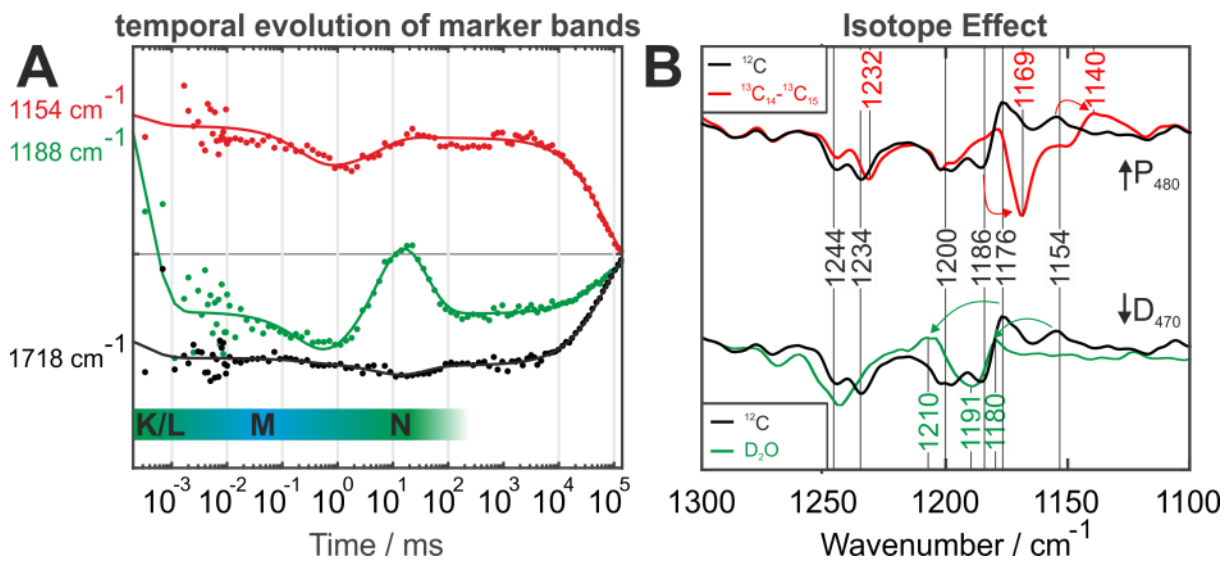 temporal evolution of marker bands
A
1154 cm⁻¹
1188 cm⁻¹
1718 cm⁻¹
K/L M N
10⁻³ 10⁻² 10⁻¹ 10⁰ 10¹ 10² 10³ 10⁴ 10⁵
Time / ms
Isotope Effect
B
¹²C
¹³C₁₄-¹³C₁₅
1232
1169
1140
↑P₄₈₀
1244
1234
1200
1186
1176
1154
↓D₄₇₀
¹²C
D₂O
1210
1191
1180
1300 1250 1200 1150 1100
Wavenumber / cm⁻¹